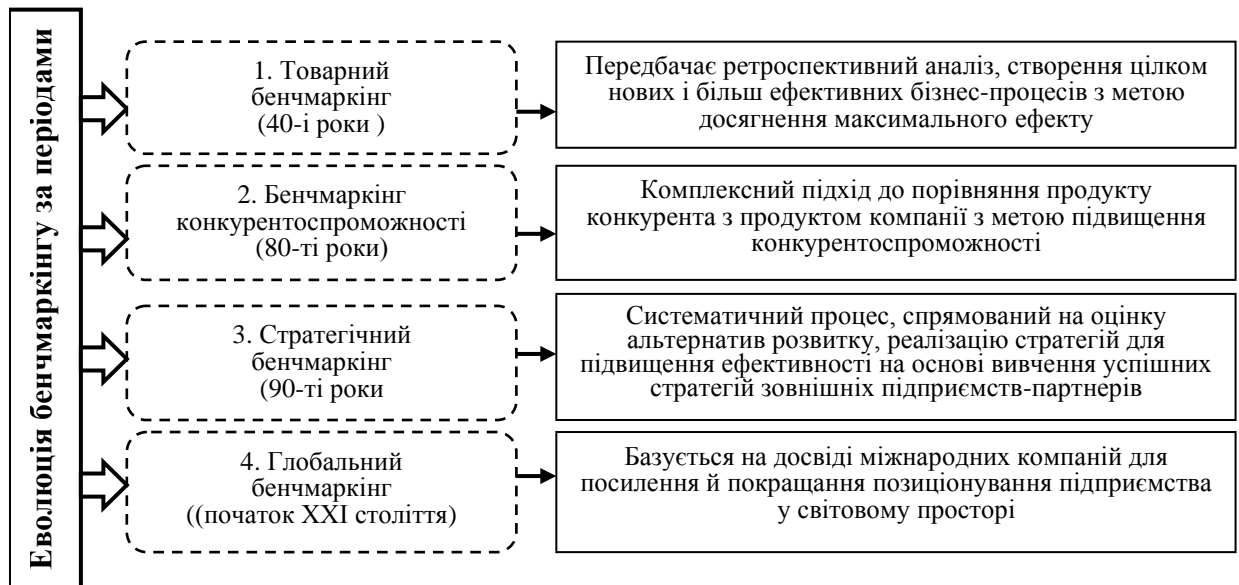 Еволюція бенчмаркінгу за періодами
1. Товарний
бенчмаркінг
(40-і роки )
Передбачає ретроспективний аналіз, створення цілком
нових і більш ефективних бізнес-процесів з метою
досягнення максимального ефекту
2. Бенчмаркінг
конкурентоспроможності
(80-ті роки)
Комплексний підхід до порівняння продукту
конкурента з продуктом компанії з метою підвищення
конкурентоспроможності
3. Стратегічний
бенчмаркінг
(90-ті роки
Систематичний процес, спрямований на оцінку
альтернатив розвитку, реалізацію стратегій для
підвищення ефективності на основі вивчення успішних
стратегій зовнішніх підприємств-партнерів
4. Глобальний
бенчмаркінг
((початок ХХІ століття)
Базується на досвіді міжнародних компаній для
посилення й покращання позиціонування підприємства
у світовому просторі